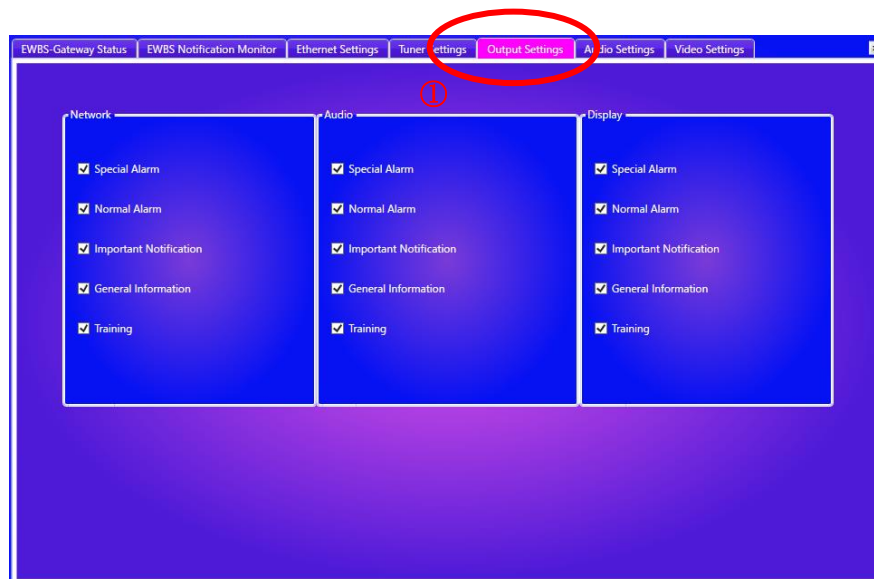 EWBS-Gateway Status EWBS Notification Monitor Ethernet Settings Tuner Settings Output Settings Audio Settings Video Settings
①
Network
Special Alarm
Normal Alarm
Important Notification
General Information
Training
Audio
Special Alarm
Normal Alarm
Important Notification
General Information
Training
Display
Special Alarm
Normal Alarm
Important Notification
General Information
Training